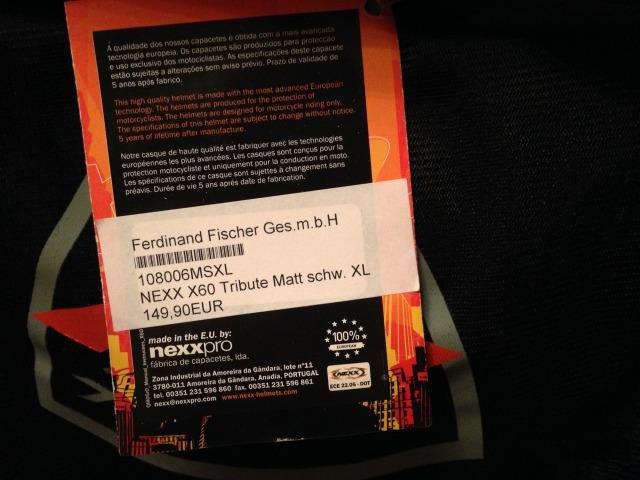 A qualidade dos nossos capacetes é obtida com a mais avançada
tecnologia europeia. Os capacetes são produzidos para protecção
e uso exclusivo dos motociclistas. As especificações deste capacete
estão sujeitas a alterações sem aviso prévio. Prazo de validade de
5 anos após fabrico.
This high quality helmet is made with the most advanced European
technology. The helmets are produced for the protection of
motorcyclists. The helmets are designed for motorcycle riding only.
The specifications of this helmet are subject to change without notice.
5 years of lifetime after manufacture.
Notre casque de haute qualité est fabriquer avec les technologies
européennes les plus avancées. Les casques sont conçus pour la
protection motocycliste et uniquement pour la conduction en moto.
Les spécifications de ce casque sont sujettes à changement sans
préavis. Durée de vie 5 ans après date de fabrication.
Ferdinand Fischer Ges.m.b.H
108006MSXL
NEXX X60 Tribute Matt schw. XL
149,90EUR
made in the E.U. by:
nexxpro
fábrica de capacetes, lda.
Zona Industrial da Amoreira da Gândara, lote nº11
3780-011 Amoreira da Gândara, Anadia, PORTUGAL
tel. 00351 231 596 860 fax. 00351 231 596 861
nexx@nexxpro.com www.nexx-helmets.com
100%
EUROPEAN
NEXX
ECE 22.05 - DOT